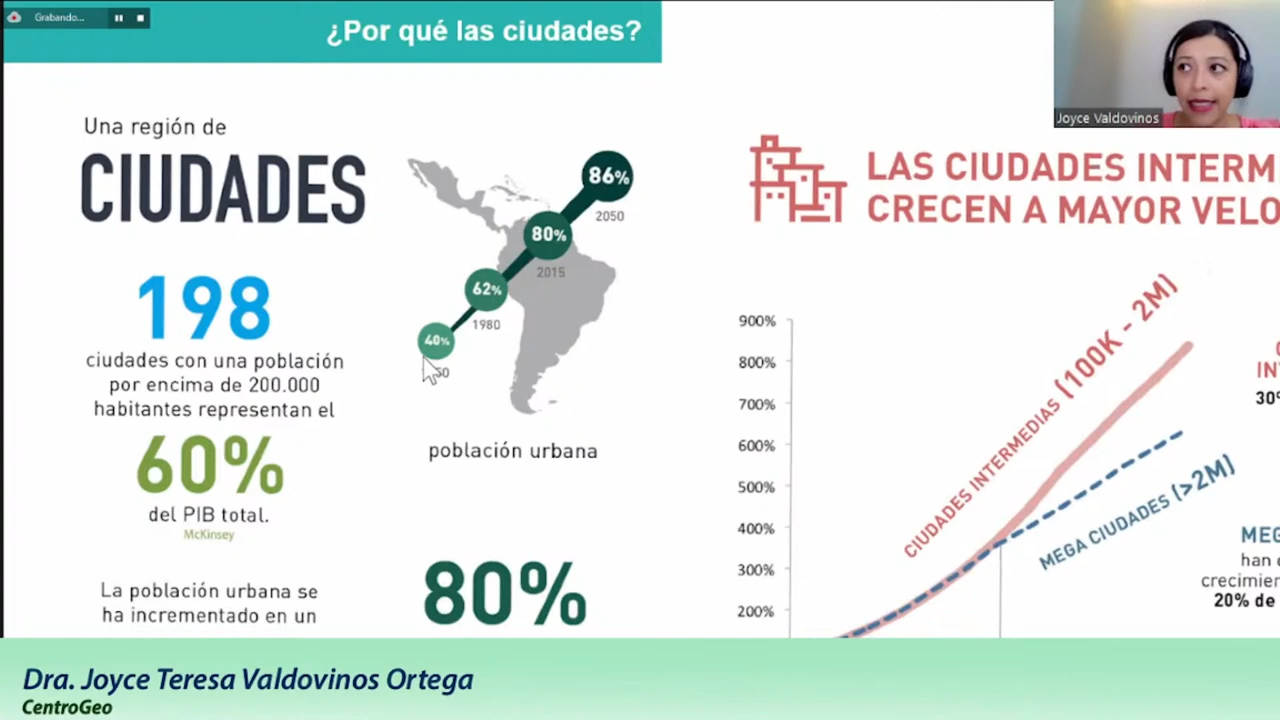 Grabando...
¿Por qué las ciudades?
Joyce Valdovinos
Una región de
CIUDADES
198
ciudades con una población
por encima de 200.000
habitantes representan el
60%
del PIB total.
McKinsey
La población urbana se
ha incrementado en un
86%
2050
80%
2015
62%
1980
40%
50
población urbana
80%
LAS CIUDADES INTERM
CRECEN A MAYOR VELO
900%
800%
700%
600%
500%
400%
300%
200%
CIUDADES INTERMEDIAS (100K - 2M)
MEGA CIUDADES (>2M)
30%
MEG
han
crecimien
20% de
Dra. Joyce Teresa Valdovinos Ortega
CentroGeo